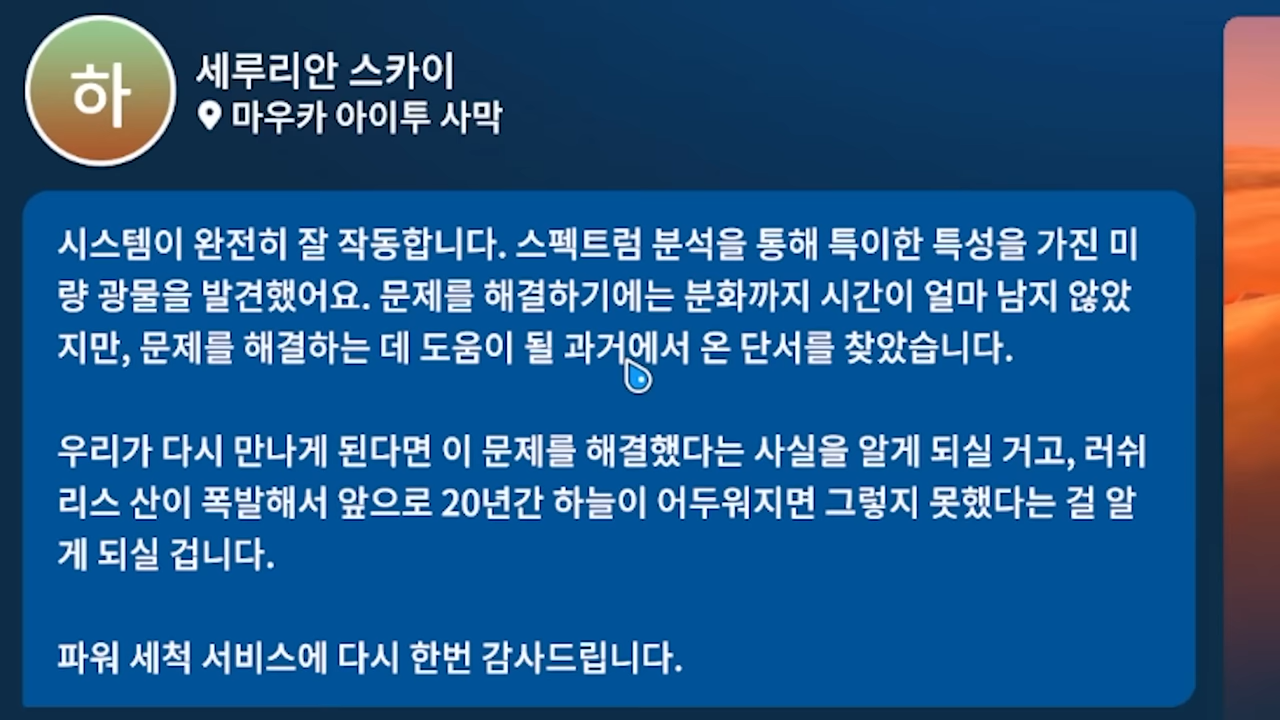 하
세루리안 스카이
마우카 아이투 사막
시스템이 완전히 잘 작동합니다. 스펙트럼 분석을 통해 특이한 특성을 가진 미
량 광물을 발견했어요. 문제를 해결하기에는 분화까지 시간이 얼마 남지 않았
지만, 문제를 해결하는 데 도움이 될 과거에서 온 단서를 찾았습니다.
우리가 다시 만나게 된다면 이 문제를 해결했다는 사실을 알게 되실 거고, 러쉬
리스 산이 폭발해서 앞으로 20년간 하늘이 어두워지면 그렇지 못했다는 걸 알
게 되실 겁니다.
파워 세척 서비스에 다시 한번 감사드립니다.